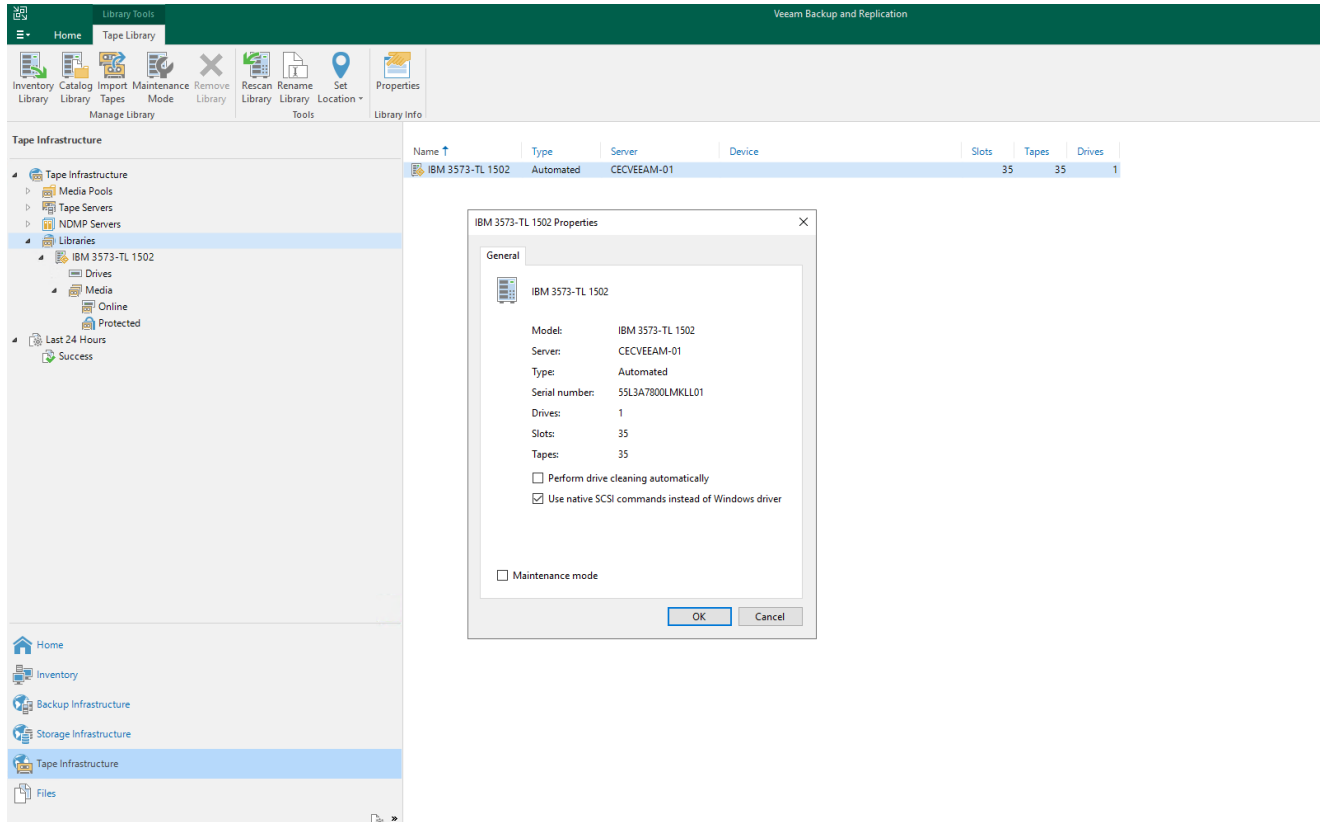 Library Tools
Veeam Backup and Replication
Home
Tape Library
Inventory Library
Catalog Library
Import Tapes
Maintenance Mode
Remove Library
Manage Library
Rescan Library
Rename Library
Set Location
Tools
Properties
Library Info
Tape Infrastructure
Tape Infrastructure
Media Pools
Tape Servers
NDMP Servers
Libraries
IBM 3573-TL 1502
Drives
Media
Online
Protected
Last 24 Hours
Success
Home
Inventory
Backup Infrastructure
Storage Infrastructure
Tape Infrastructure
Files
Name Type Server Device Slots Tapes Drives
IBM 3573-TL 1502 Automated CECVEEAM-01 35 35 1
IBM 3573-TL 1502 Properties
General
IBM 3573-TL 1502
Model: IBM 3573-TL 1502
Server: CECVEEAM-01
Type: Automated
Serial number: 55L3A7800LMKLL01
Drives: 1
Slots: 35
Tapes: 35
Perform drive cleaning automatically
Use native SCSI commands instead of Windows driver
Maintenance mode
OK Cancel